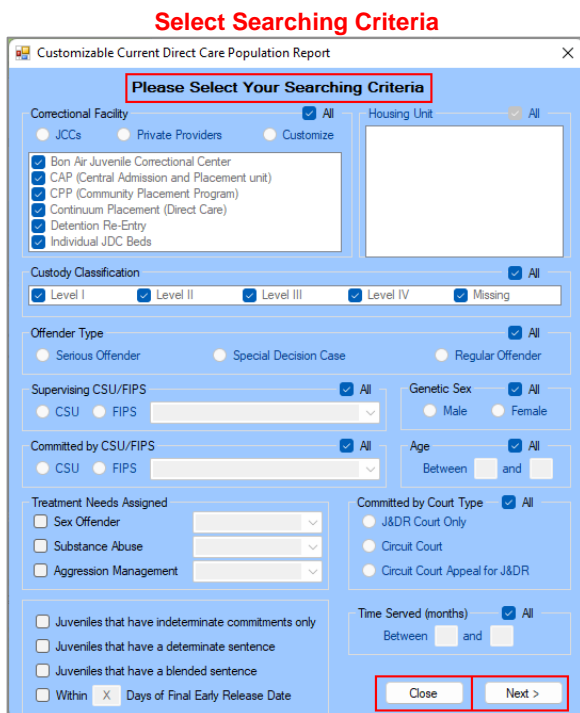 Select Searching Criteria
Customizable Current Direct Care Population Report
Please Select Your Searching Criteria
Correctional Facility All
JCCs Private Providers Customize
Bon Air Juvenile Correctional Center
CAP (Central Admission and Placement unit)
CPP (Community Placement Program)
Continuum Placement (Direct Care)
Detention Re-Entry
Individual JDC Beds
Housing Unit All
Custody Classification All
Level I Level II Level III Level IV Missing
Offender Type All
Serious Offender Special Decision Case Regular Offender
Supervising CSU/FIPS All
CSU FIPS
Genetic Sex All
Male Female
Committed by CSU/FIPS All
CSU FIPS
Age All
Between and
Treatment Needs Assigned
Sex Offender
Substance Abuse
Aggression Management
Committed by Court Type All
J&DR Court Only
Circuit Court
Circuit Court Appeal for J&DR
Juveniles that have indeterminate commitments only
Juveniles that have a determinate sentence
Juveniles that have a blended sentence
Within X Days of Final Early Release Date
Time Served (months) All
Between and
Close Next >